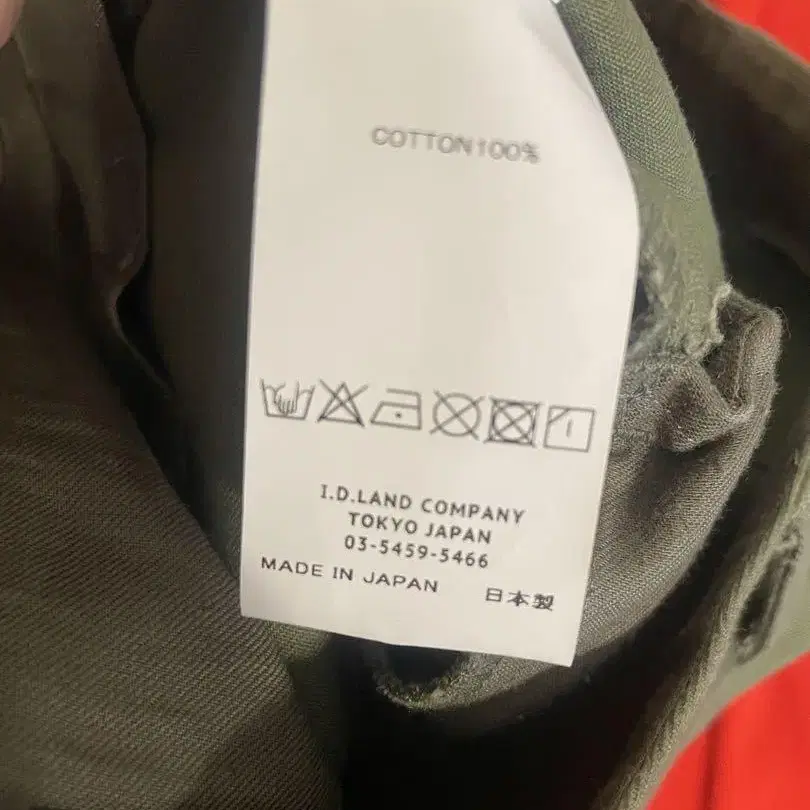 COTTON100%
I.D.LAND COMPANY
TOKYO JAPAN
03-5459-5466
MADE IN JAPAN 日本製